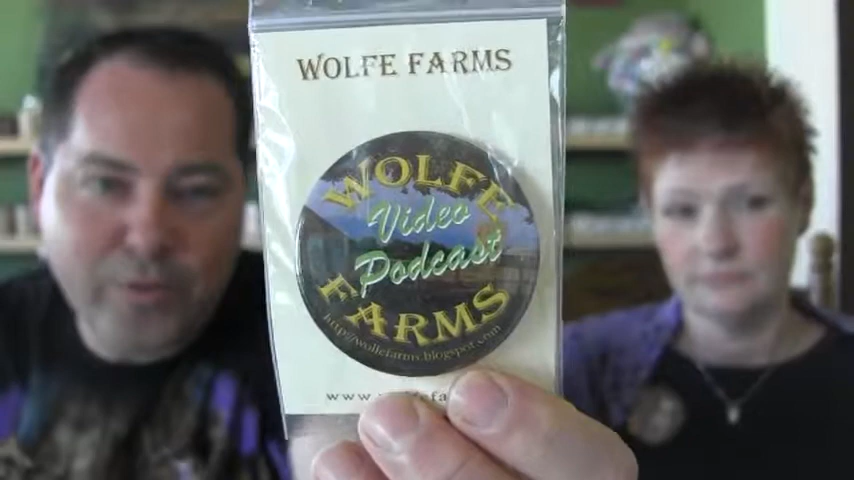 WOLFE FARMS
WOLFE
Video
Podcast
FARMS
http://wolfefarms.blogspot.com